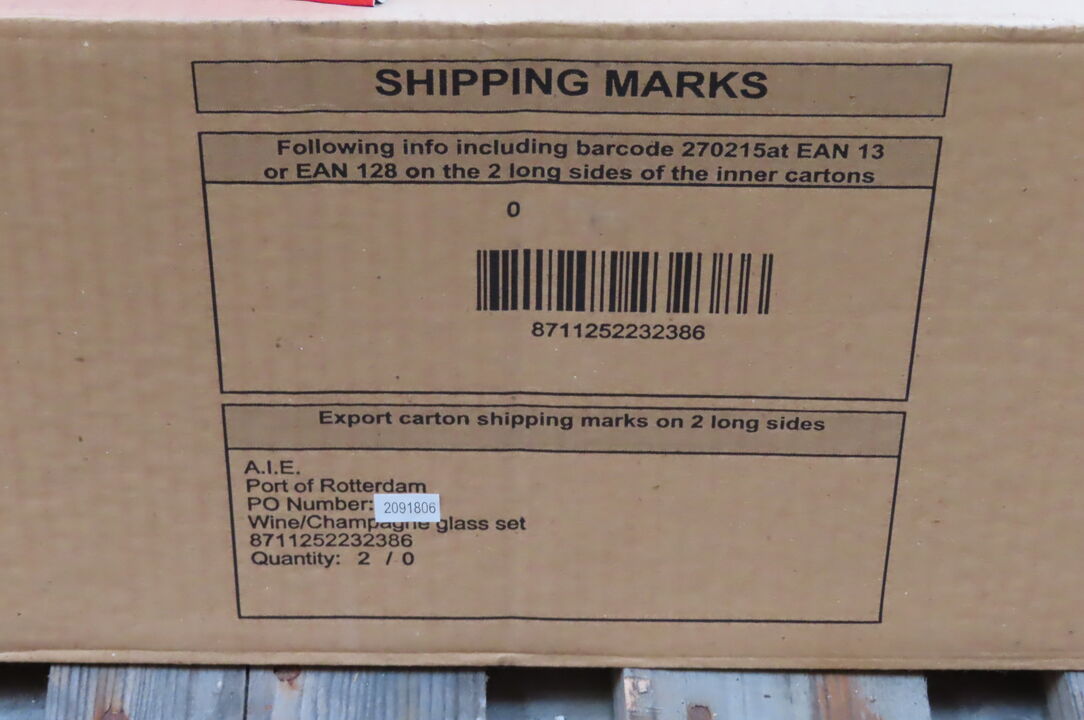 SHIPPING MARKS
Following info including barcode 270215at EAN 13
or EAN 128 on the 2 long sides of the inner cartons
0
8711252232386
Export carton shipping marks on 2 long sides
A.I.E.
Port of Rotterdam
PO Number: 2091806
Wine/Champagne glass set
8711252232386
Quantity: 2 / 0